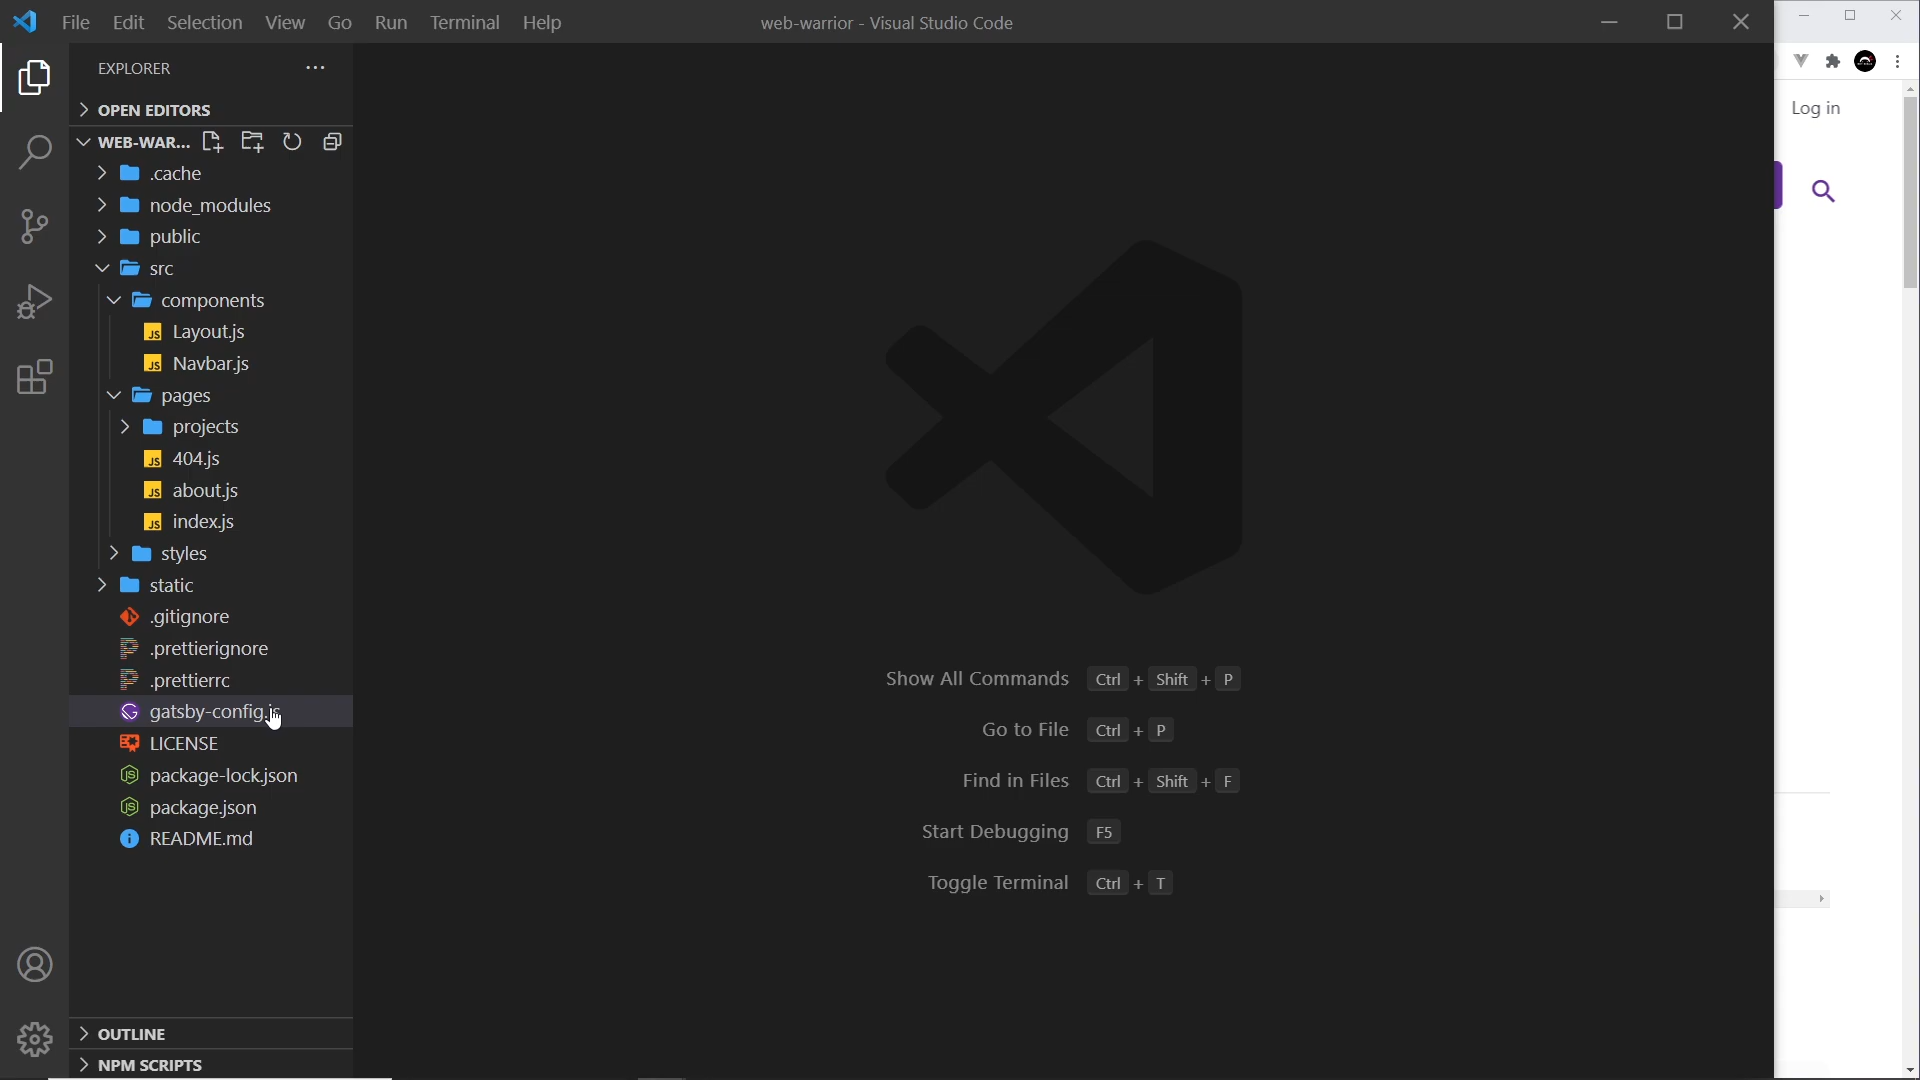 File Edit Selection View Go Run Terminal Help web-warrior - Visual Studio Code
Log in
EXPLORER
OPEN EDITORS
WEB-WAR...
.cache
node_modules
public
src
components
Layout.js
Navbar.js
pages
projects
404.js
about.js
index.js
styles
static
.gitignore
.prettierignore
.prettierrc
gatsby-config.js
LICENSE
package-lock.json
package.json
README.md
OUTLINE
NPM SCRIPTS
Show All Commands Ctrl + Shift + P
Go to File Ctrl + P
Find in Files Ctrl + Shift + F
Start Debugging F5
Toggle Terminal Ctrl + T